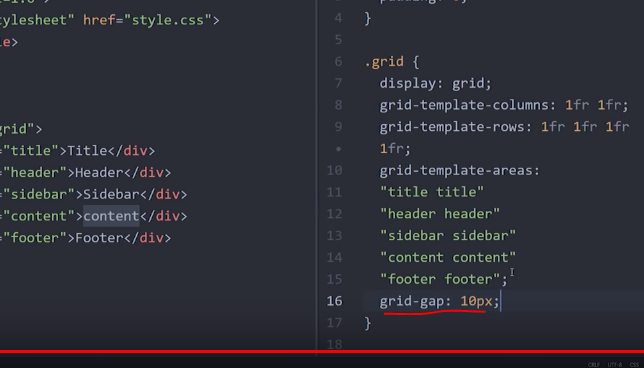 tylesheet" href="style.css">
e>
grid">
="title">Title</div>
="header">Header</div>
="sidebar">Sidebar</div>
="content">content</div>
="footer">Footer</div>
4 }
5
6 .grid {
7 display: grid;
8 grid-template-columns: 1fr 1fr;
9 grid-template-rows: 1fr 1fr 1fr
• 1fr;
10 grid-template-areas:
11 "title title"
12 "header header"
13 "sidebar sidebar"
14 "content content"
15 "footer footer";
16 grid-gap: 10px;
17 }
18
CRLF UTF-8 CSS